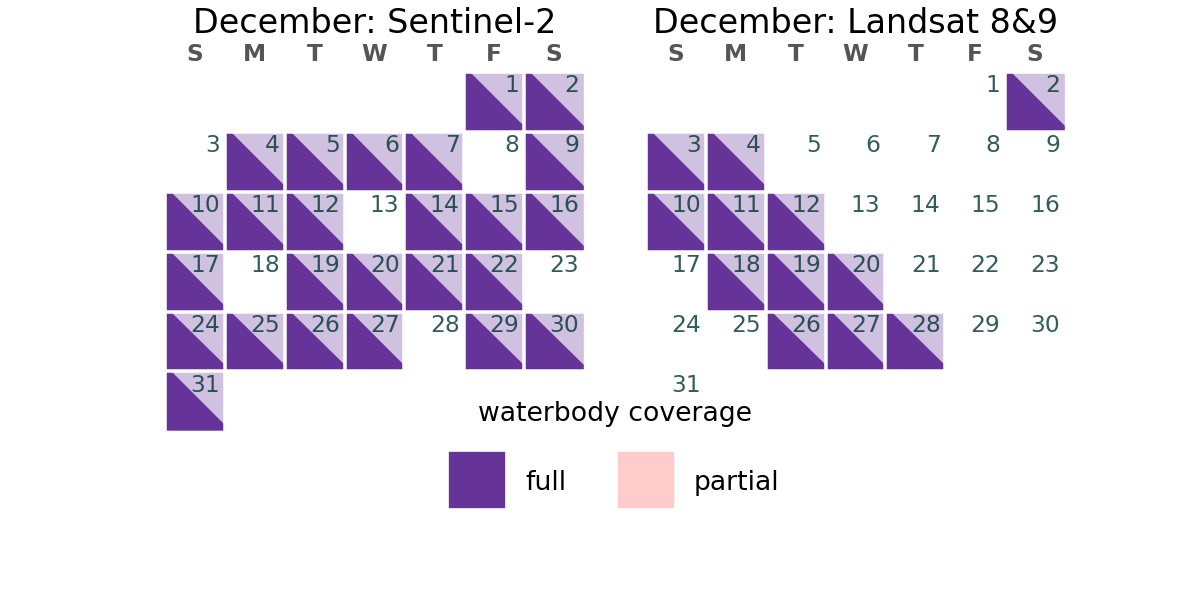 December: Sentinel-2
S M T W T F S
1 2
3 4 5 6 7 8 9
10 11 12 13 14 15 16
17 18 19 20 21 22 23
24 25 26 27 28 29 30
31
December: Landsat 8&9
S M T W T F S
1 2
3 4 5 6 7 8 9
10 11 12 13 14 15 16
17 18 19 20 21 22 23
24 25 26 27 28 29 30
31
waterbody coverage
full partial